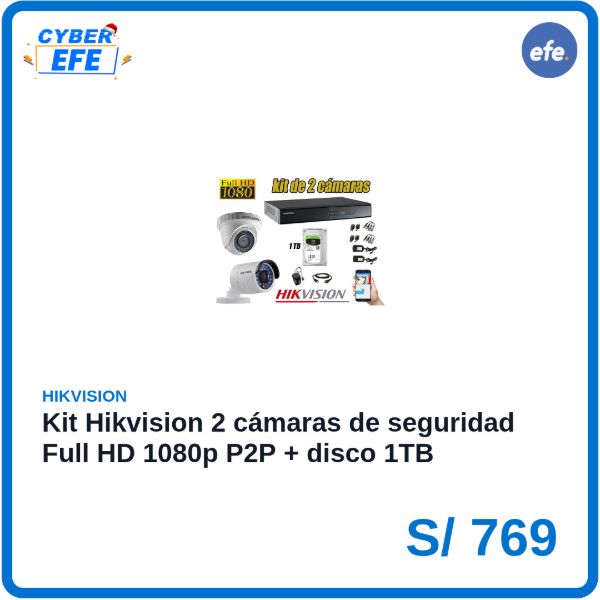 CYBER
EFE
efe.
Full HD
1080
kit de 2 cámaras
1TB
HIKVISION
HIKVISION
Kit Hikvision 2 cámaras de seguridad
Full HD 1080p P2P + disco 1TB
S/ 769